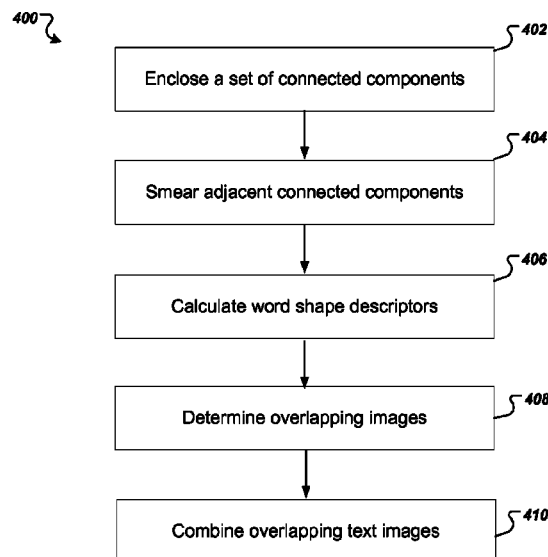 400
402
Enclose a set of connected components
404
Smear adjacent connected components
406
Calculate word shape descriptors
408
Determine overlapping images
410
Combine overlapping text images